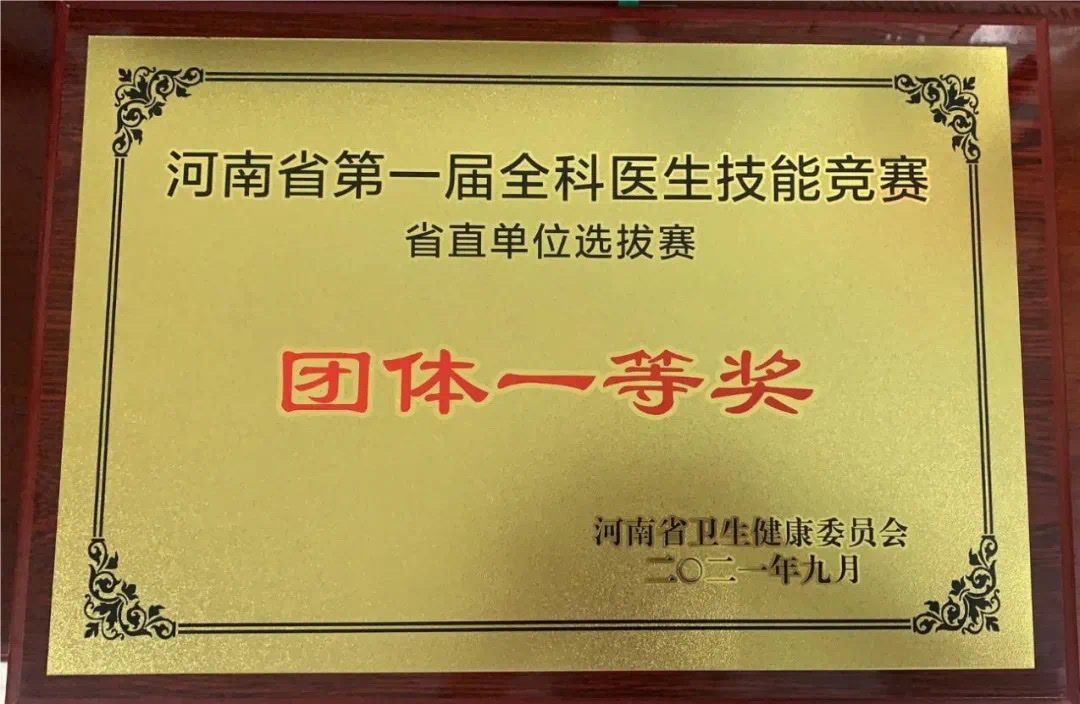 河南省第一届全科医生技能竞赛
省直单位选拔赛
团体一等奖
河南省卫生健康委员会
二〇二一年九月